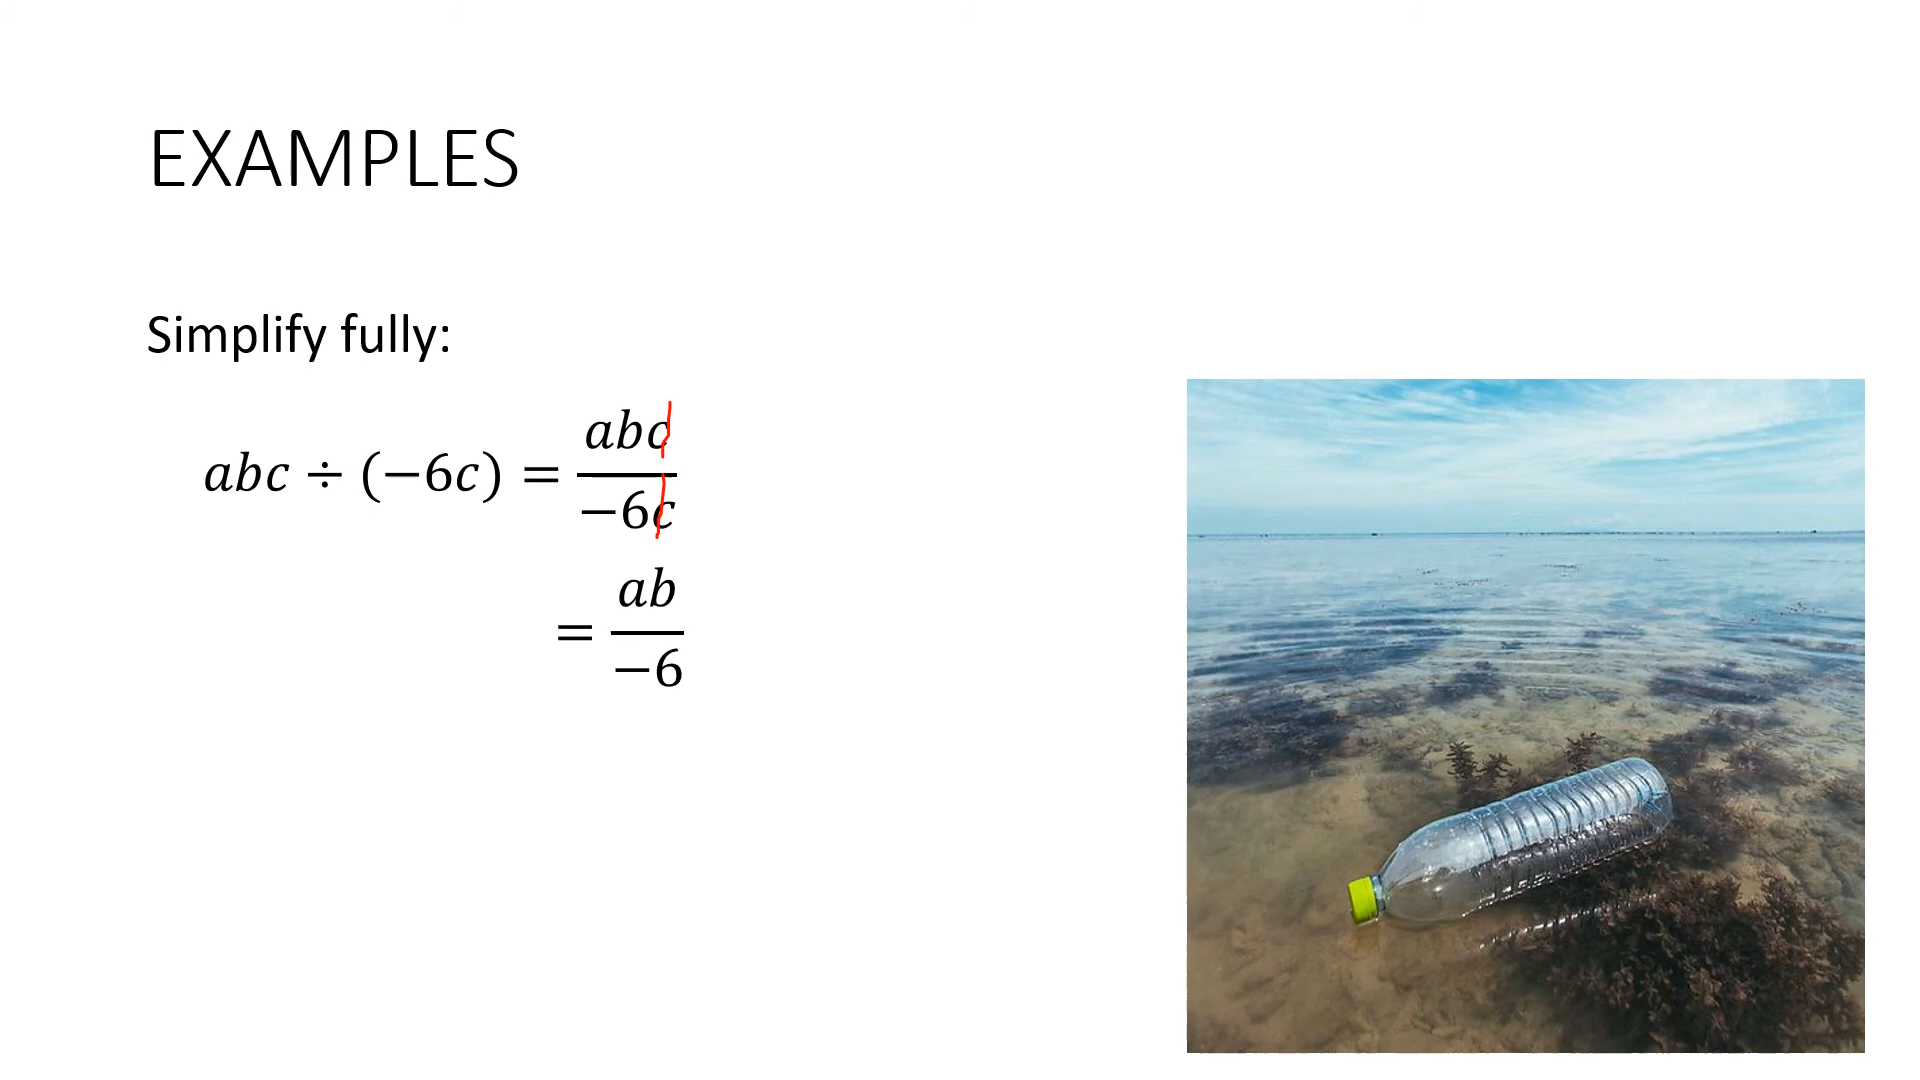 EXAMPLES
Simplify fully:
𝑎𝑏𝑐 ÷ (−6𝑐) = 𝑎𝑏𝑐/−6𝑐
= 𝑎𝑏/−6